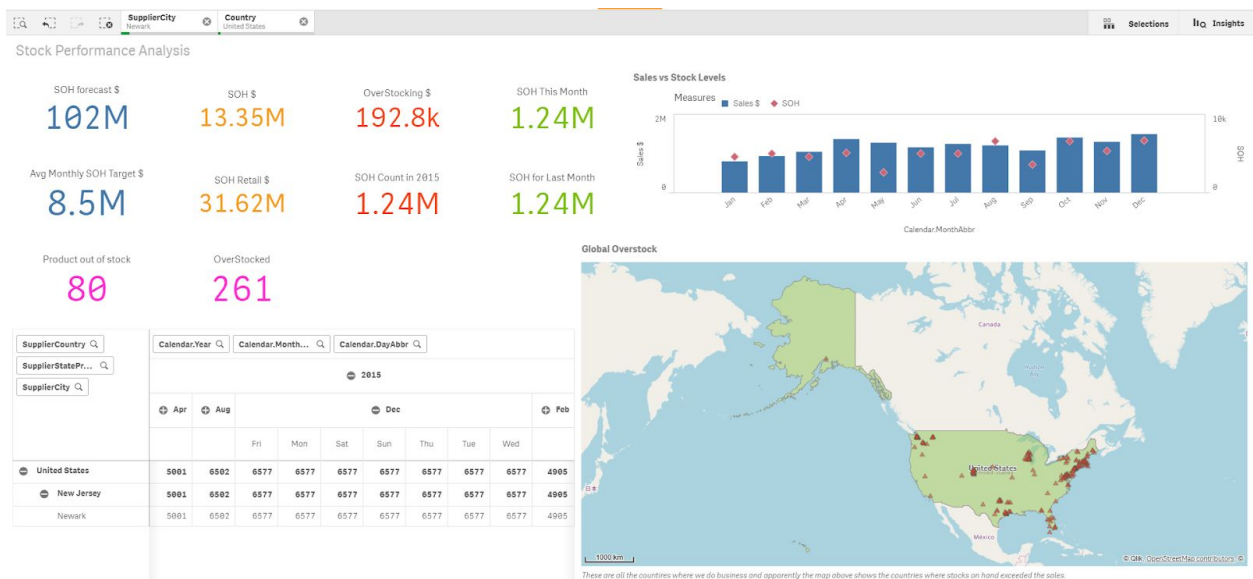 SupplierCity
Newark
Country
United States
Selections
Insights
Stock Performance Analysis
SOH forecast $
102M
SOH $
13.35M
OverStocking $
192.8k
SOH This Month
1.24M
Avg Monthly SOH Target $
8.5M
SOH Retail $
31.62M
SOH Count in 2015
1.24M
SOH for Last Month
1.24M
Product out of stock
80
OverStocked
261
Sales vs Stock Levels
Measures
Sales $
SOH
2M
10k
Sales $
SOH
0
0
Jan Feb Mar Apr May Jun Jul Aug Sep Oct Nov Dec
Calendar.MonthAbbr
Global Overstock
Canada
Hudson Bay
United States
México
日本
1000 km
© Qlik, OpenStreetMap contributors, ©
These are all the countires where we do business and apparently the map above shows the countries where stocks on hand exceeded the sales.
SupplierCountry
SupplierStatePr...
SupplierCity
Calendar.Year
Calendar.Month...
Calendar.DayAbbr
2015
Apr Aug Dec Feb
Fri Mon Sat Sun Thu Tue Wed
United States 5001 6502 6577 6577 6577 6577 6577 6577 6577 4905
New Jersey 5001 6502 6577 6577 6577 6577 6577 6577 6577 4905
Newark 5001 6502 6577 6577 6577 6577 6577 6577 6577 4905